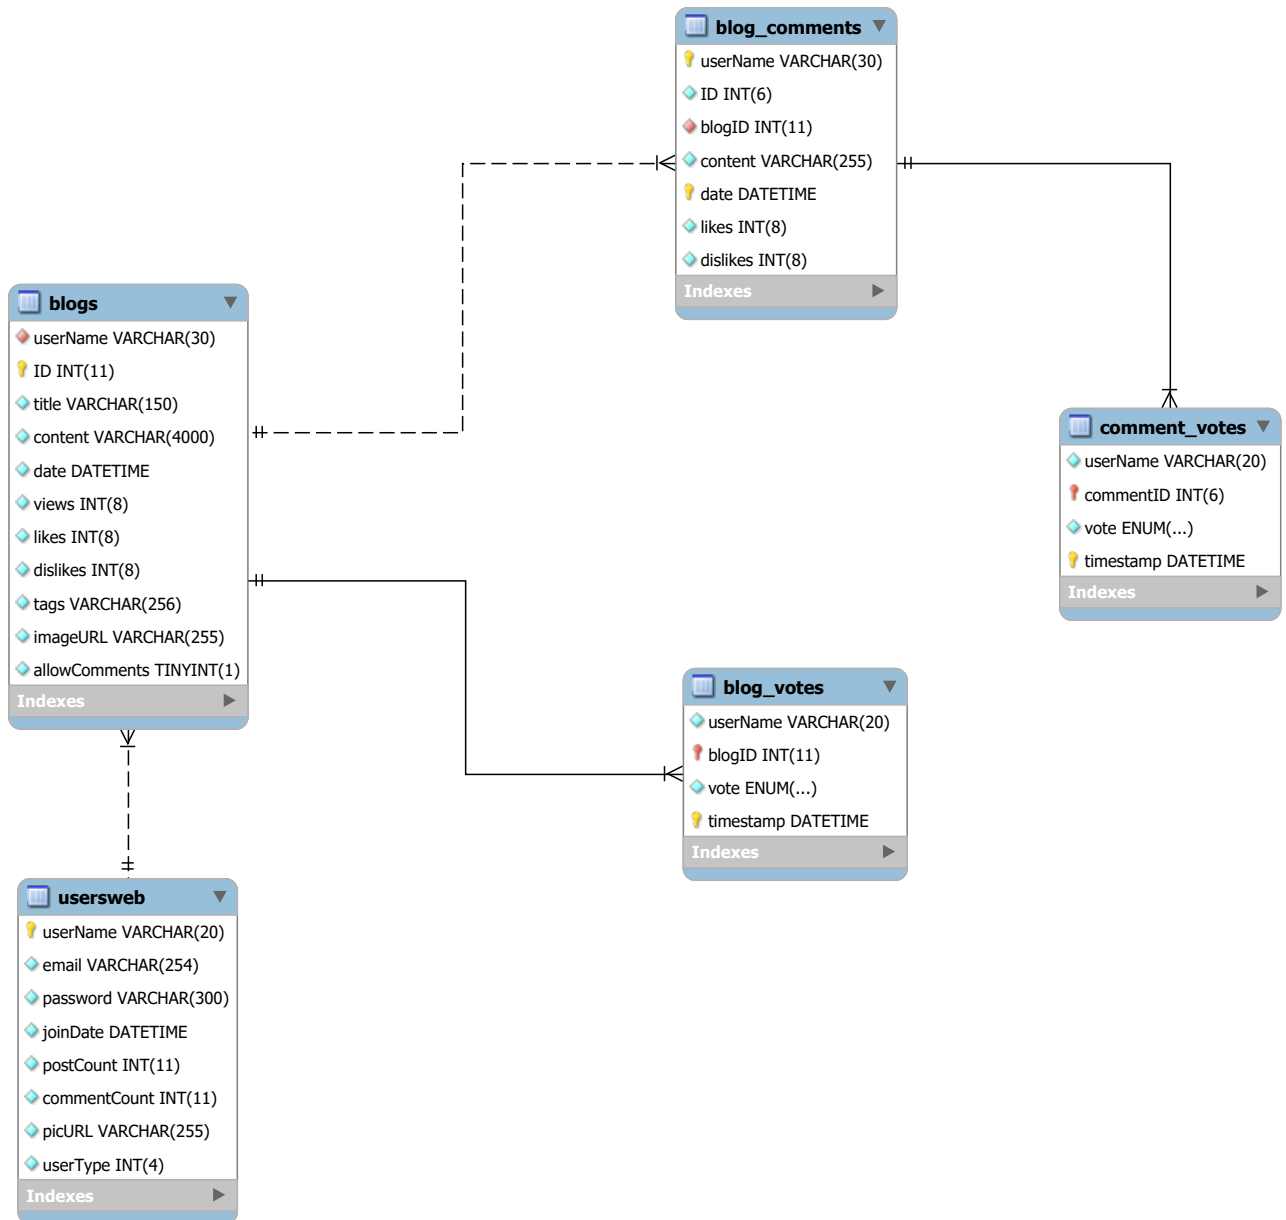 blog_comments
userName VARCHAR(30)
ID INT(6)
blogID INT(11)
content VARCHAR(255)
date DATETIME
likes INT(8)
dislikes INT(8)
Indexes
blogs
userName VARCHAR(30)
ID INT(11)
title VARCHAR(150)
content VARCHAR(4000)
date DATETIME
views INT(8)
likes INT(8)
dislikes INT(8)
tags VARCHAR(256)
imageURL VARCHAR(255)
allowComments TINYINT(1)
Indexes
comment_votes
userName VARCHAR(20)
commentID INT(6)
vote ENUM(...)
timestamp DATETIME
Indexes
blog_votes
userName VARCHAR(20)
blogID INT(11)
vote ENUM(...)
timestamp DATETIME
Indexes
usersweb
userName VARCHAR(20)
email VARCHAR(254)
password VARCHAR(300)
joinDate DATETIME
postCount INT(11)
commentCount INT(11)
picURL VARCHAR(255)
userType INT(4)
Indexes